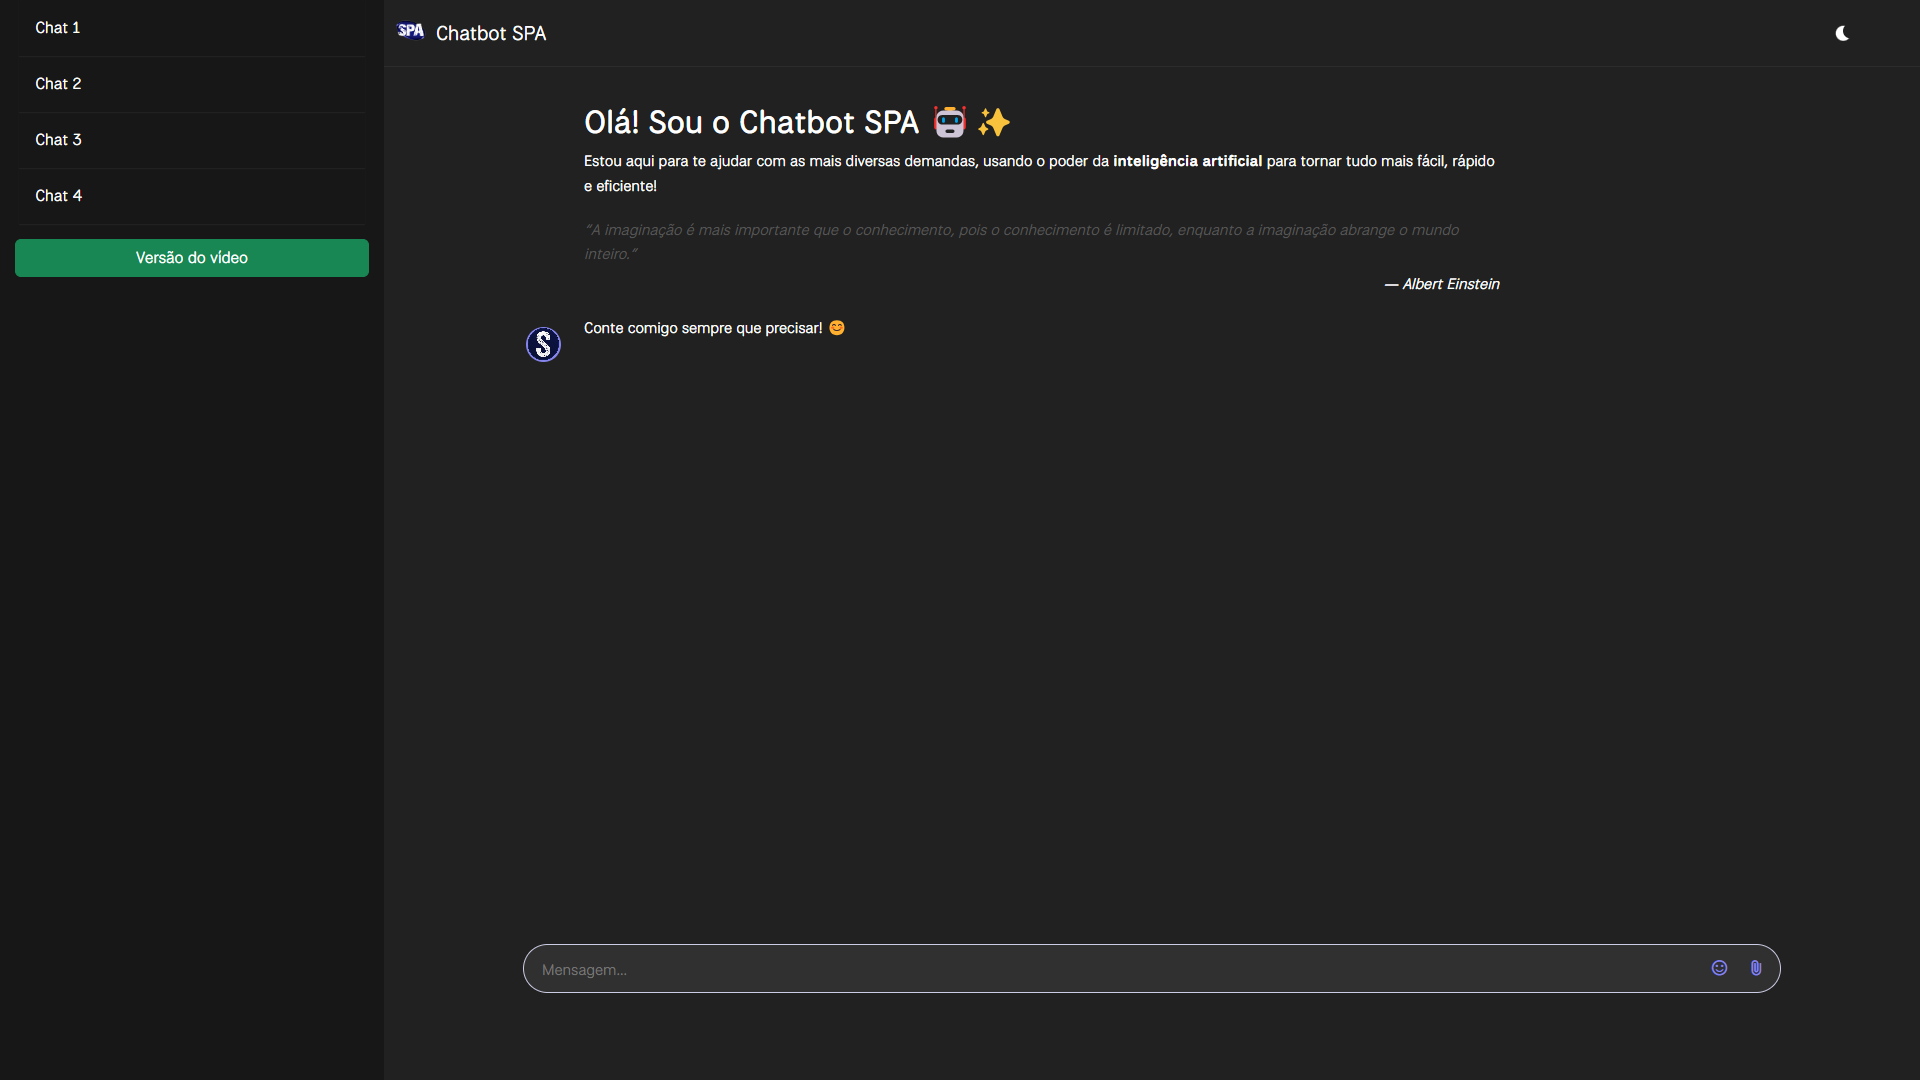 Chat 1
Chat 2
Chat 3
Chat 4
Versão do vídeo
SPA Chatbot SPA
Olá! Sou o Chatbot SPA 🤖 ✨
Estou aqui para te ajudar com as mais diversas demandas, usando o poder da inteligência artificial para tornar tudo mais fácil, rápido
e eficiente!
“A imaginação é mais importante que o conhecimento, pois o conhecimento é limitado, enquanto a imaginação abrange o mundo
inteiro.”
— Albert Einstein
S
Conte comigo sempre que precisar! 😊
Mensagem...